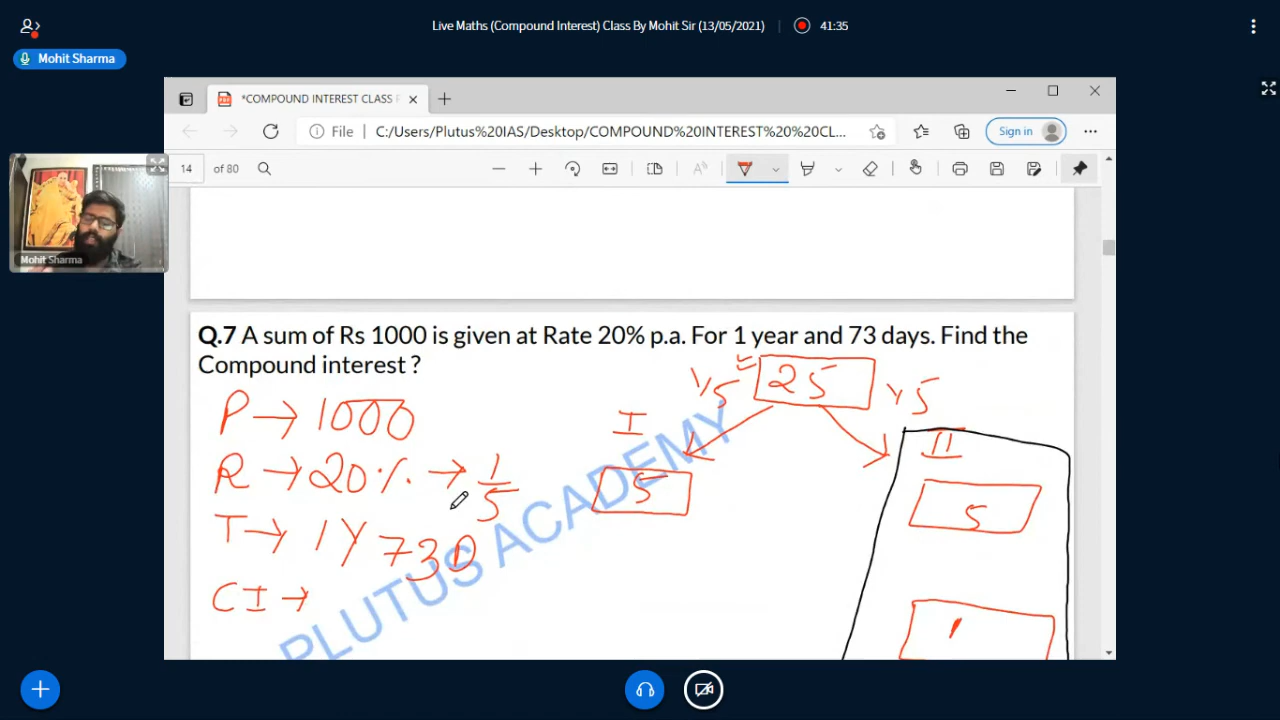 Live Maths (Compound Interest) Class By Mohit Sir (13/05/2021)
41:35
Mohit Sharma
*COMPOUND INTEREST CLASS F
File
C:/Users/Plutus%20IAS/Desktop/COMPOUND%20INTEREST%20%20CL...
Sign in
14 of 80
Mohit Sharma
Q.7 A sum of Rs 1000 is given at Rate 20% p.a. For 1 year and 73 days. Find the
Compound interest ?
P → 1000
R → 20% → 1/5
T → 1Y 73D
CI →
1/5 = 25 1/5
I
5
II
5
1
PLUTUS ACADEMY